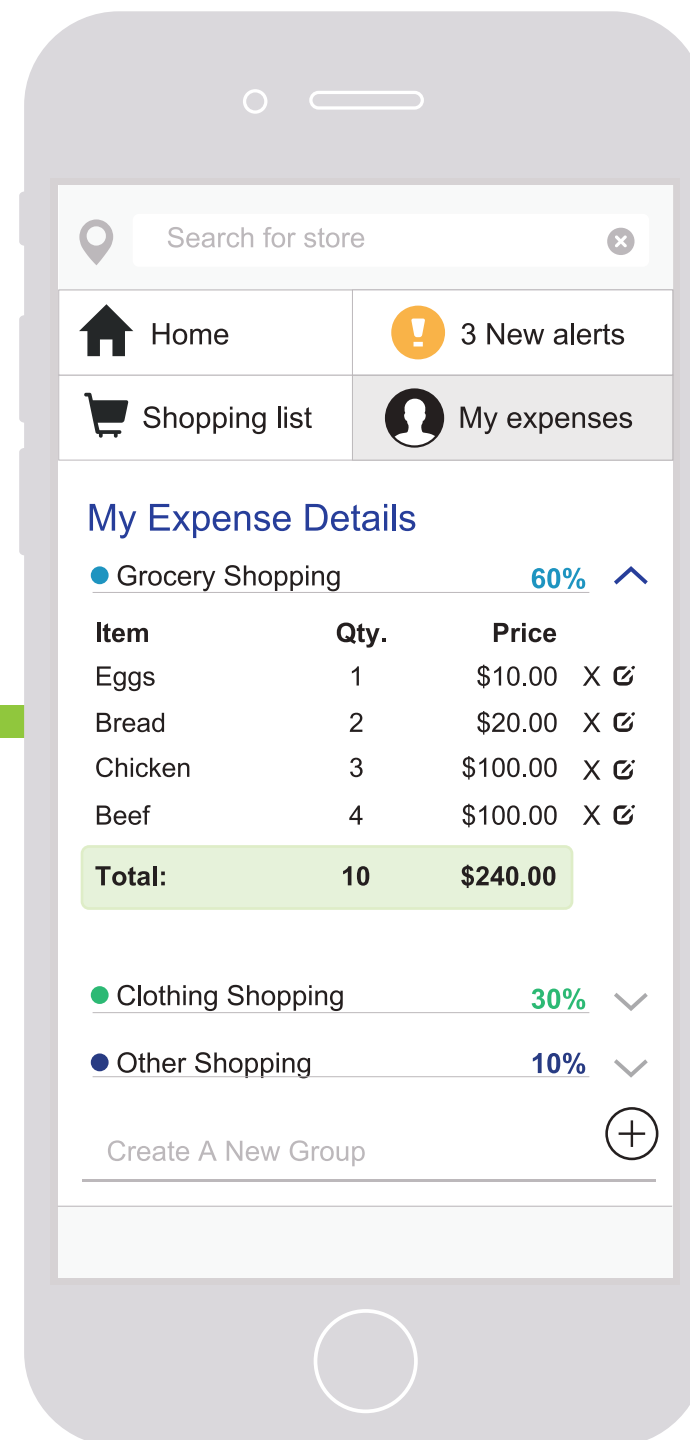 Search for store
Home 3 New alerts
Shopping list My expenses
My Expense Details
Grocery Shopping 60%
Item Qty. Price
Eggs 1 $10.00 X
Bread 2 $20.00 X
Chicken 3 $100.00 X
Beef 4 $100.00 X
Total: 10 $240.00
Clothing Shopping 30%
Other Shopping 10%
Create A New Group